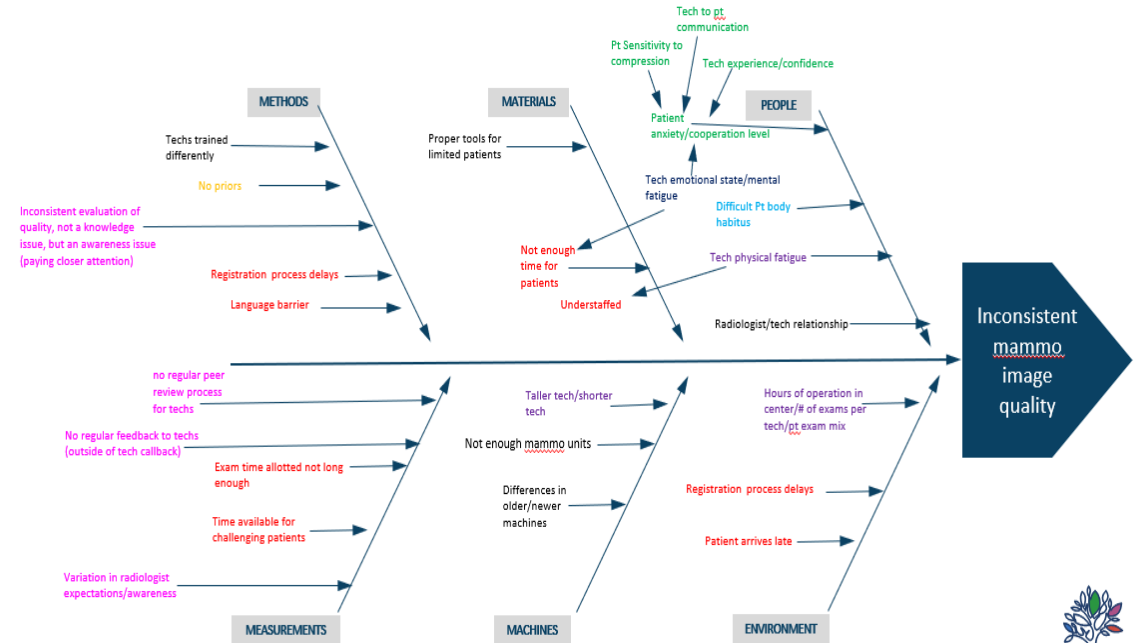 Tech to pt
communication
Pt Sensitivity to
compression
Tech experience/confidence
METHODS
MATERIALS
PEOPLE
Patient
anxiety/cooperation level
Techs trained
differently
Proper tools for
limited patients
No priors
Tech emotional state/mental
fatigue
Inconsistent evaluation of
quality, not a knowledge
issue, but an awareness issue
(paying closer attention)
Difficult Pt body
habitus
Not enough
time for
patients
Tech physical fatigue
Registration process delays
Language barrier
Understaffed
Radiologist/tech relationship
Inconsistent
mammo
image
quality
no regular peer
review process
for techs
Taller tech/shorter
tech
Hours of operation in
center/# of exams per
tech/pt exam mix
No regular feedback to techs
(outside of tech callback)
Not enough mammo units
Exam time allotted not long
enough
Differences in
older/newer
machines
Registration process delays
Time available for
challenging patients
Patient arrives late
Variation in radiologist
expectations/awareness
MEASUREMENTS
MACHINES
ENVIRONMENT